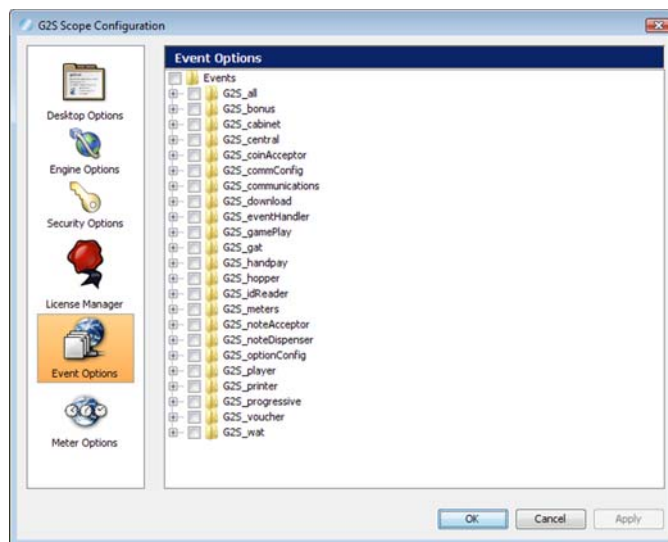 G2S Scope Configuration
Desktop Options
Engine Options
Security Options
License Manager
Event Options
Meter Options
Event Options
Events
G2S_all
G2S_bonus
G2S_cabinet
G2S_central
G2S_coinAcceptor
G2S_commConfig
G2S_communications
G2S_download
G2S_eventHandler
G2S_gamePlay
G2S_gat
G2S_handpay
G2S_hopper
G2S_idReader
G2S_meters
G2S_noteAcceptor
G2S_noteDispenser
G2S_optionConfig
G2S_player
G2S_printer
G2S_progressive
G2S_voucher
G2S_wat
OK Cancel Apply